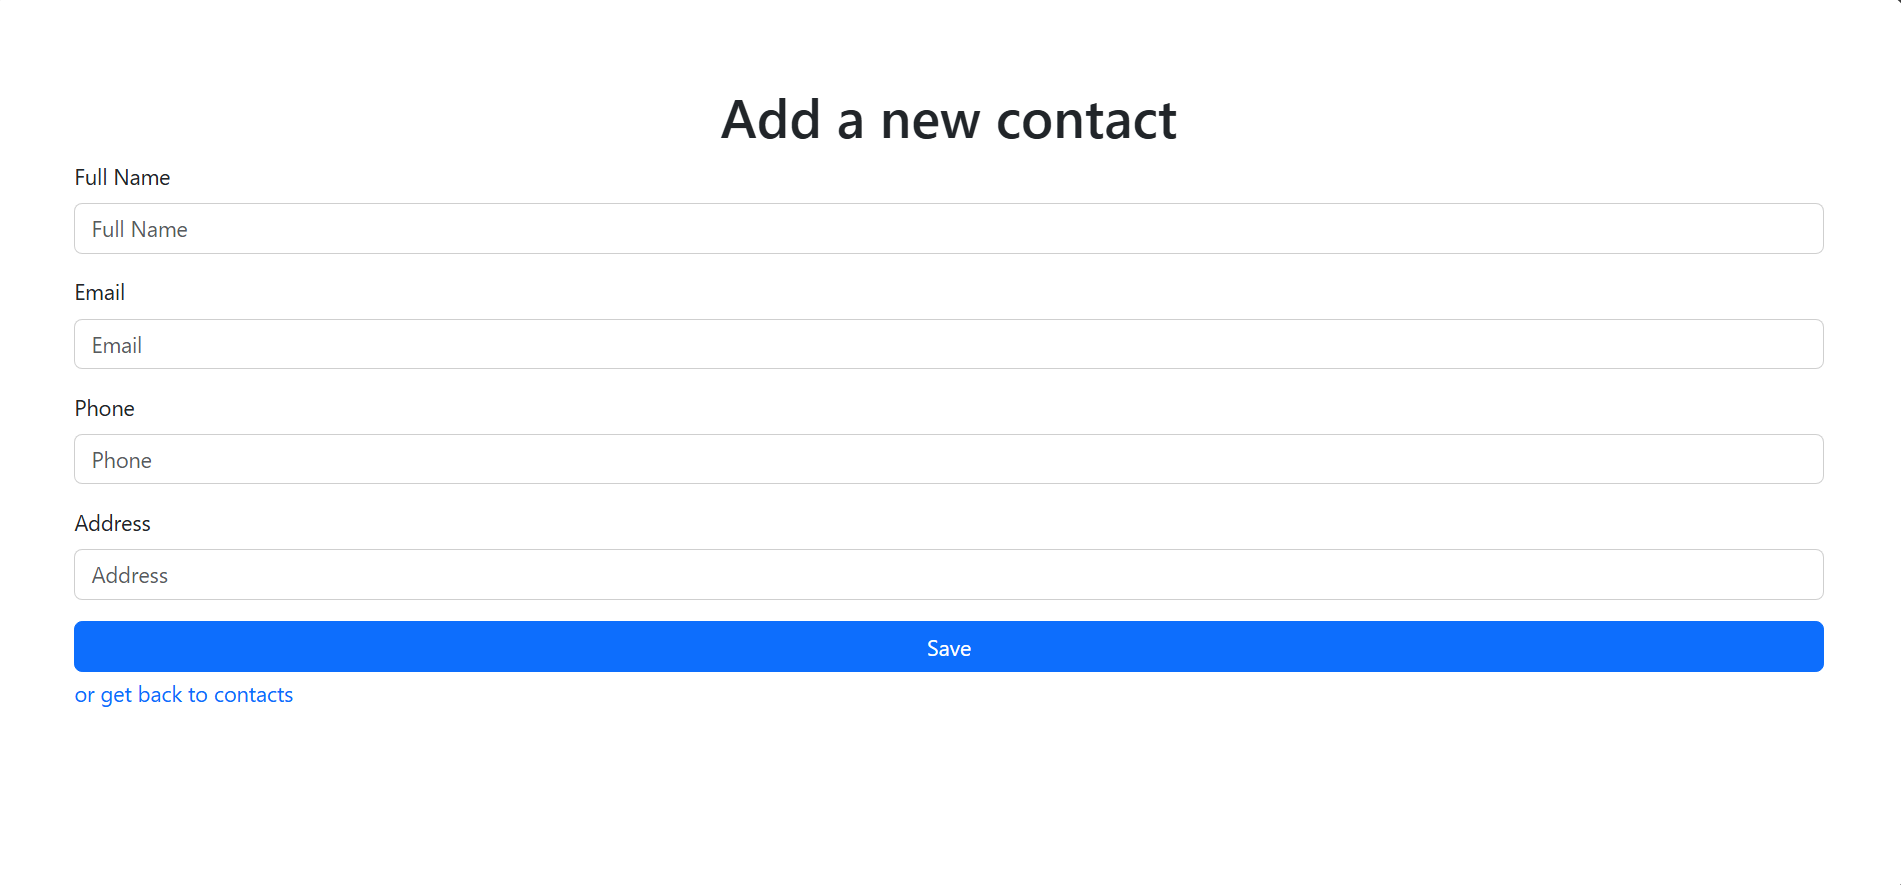 Add a new contact
Full Name
Full Name
Email
Email
Phone
Phone
Address
Address
Save
or get back to contacts